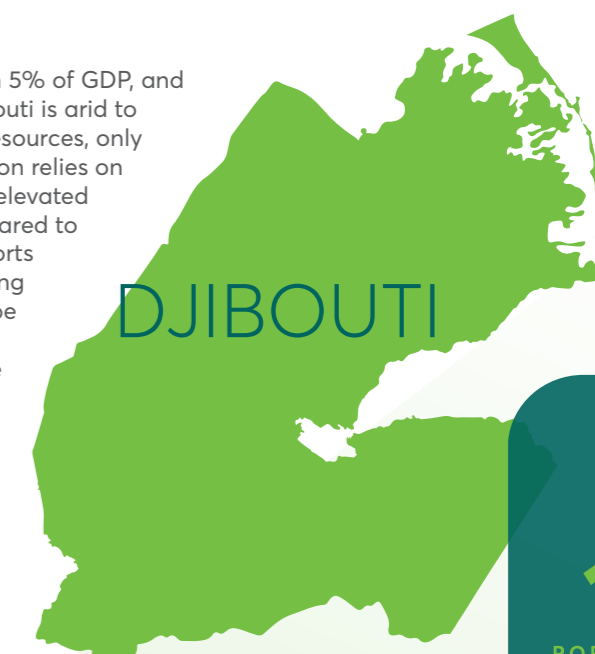 5% of GDP, and
outi is arid to
esources, only
on relies on
elevated
ared to
orts
ng
be
DJIBOUTI